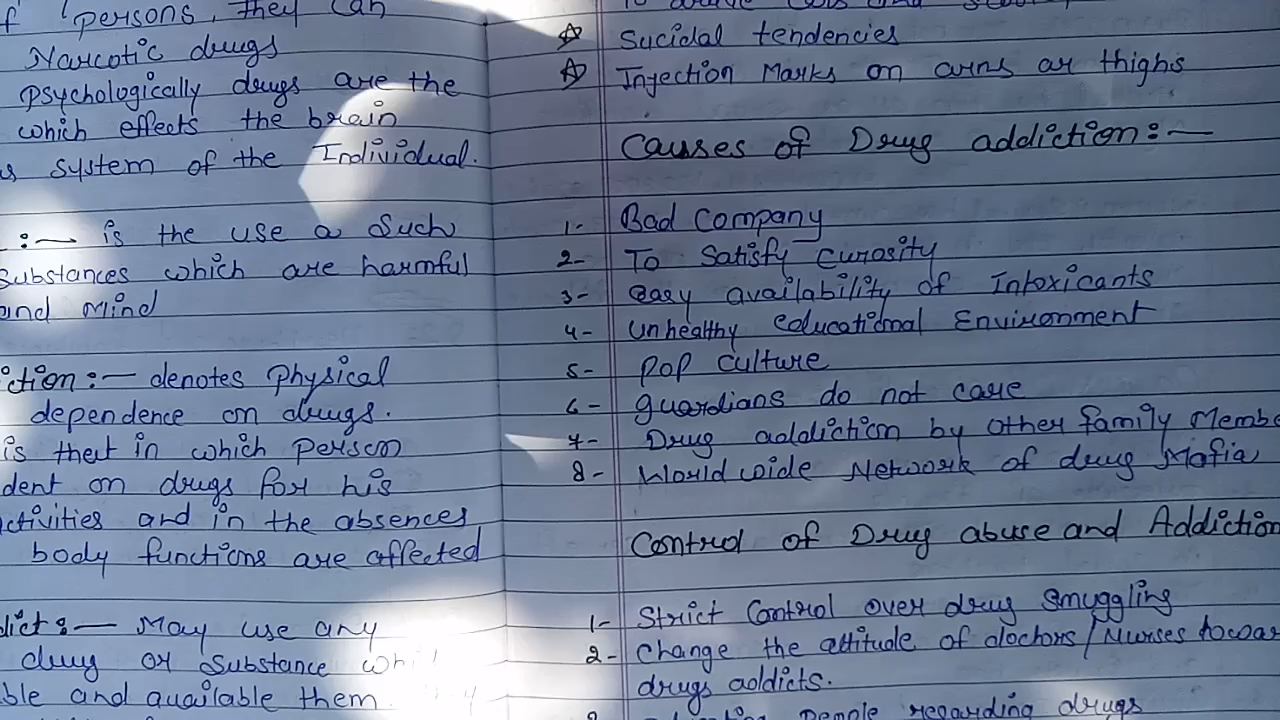 f persons, they can
Narcotic drugs
psychologically drugs are the
which effects the brain
s system of the Individual.
:— is the use a such
substances which are harmful
and Mind
ction:— denotes physical
dependence on drugs.
is that in which person
dent on drugs for his
ctivities and in the absences
body functions are affected
dict:— May use any
drug or substance whi
ble and available them
☆ Sucidal tendencies
☆ Injection Marks on arms or thighs
Causes of Drug addiction:—
1- Bad Company
2- To Satisfy curosity
3- easy availability of Intoxicants
4- unhealthy educational Environment
5- pop culture
6- guardians do not care
7- Drug addiction by other family Membe
8- World wide Network of drug Mafia
Control of Drug abuse and Addiction
1- Strict Control over drug smuggling
2- change the attitude of doctors/Nurses towar
drugs addicts.
people regarding drugs